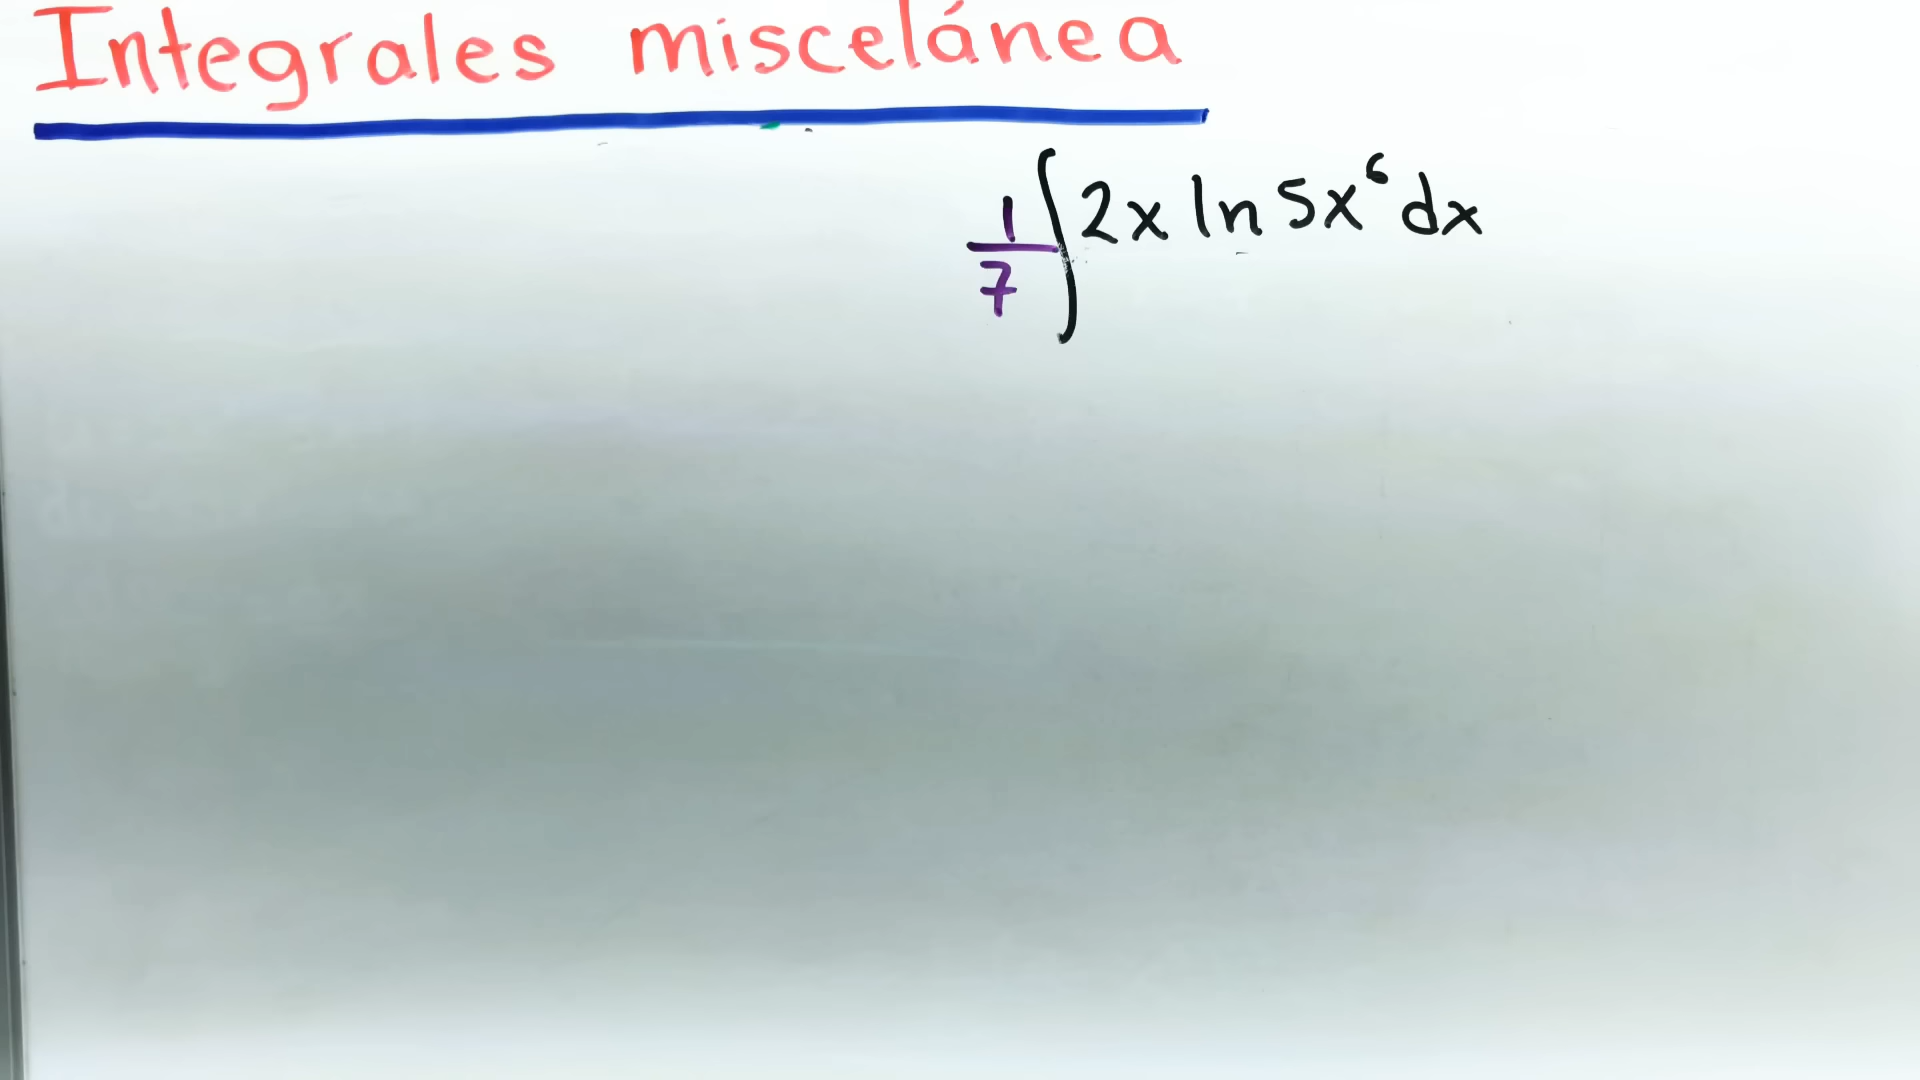 Integrales miscelánea
1/7 ∫ 2x ln 5x⁶ dx